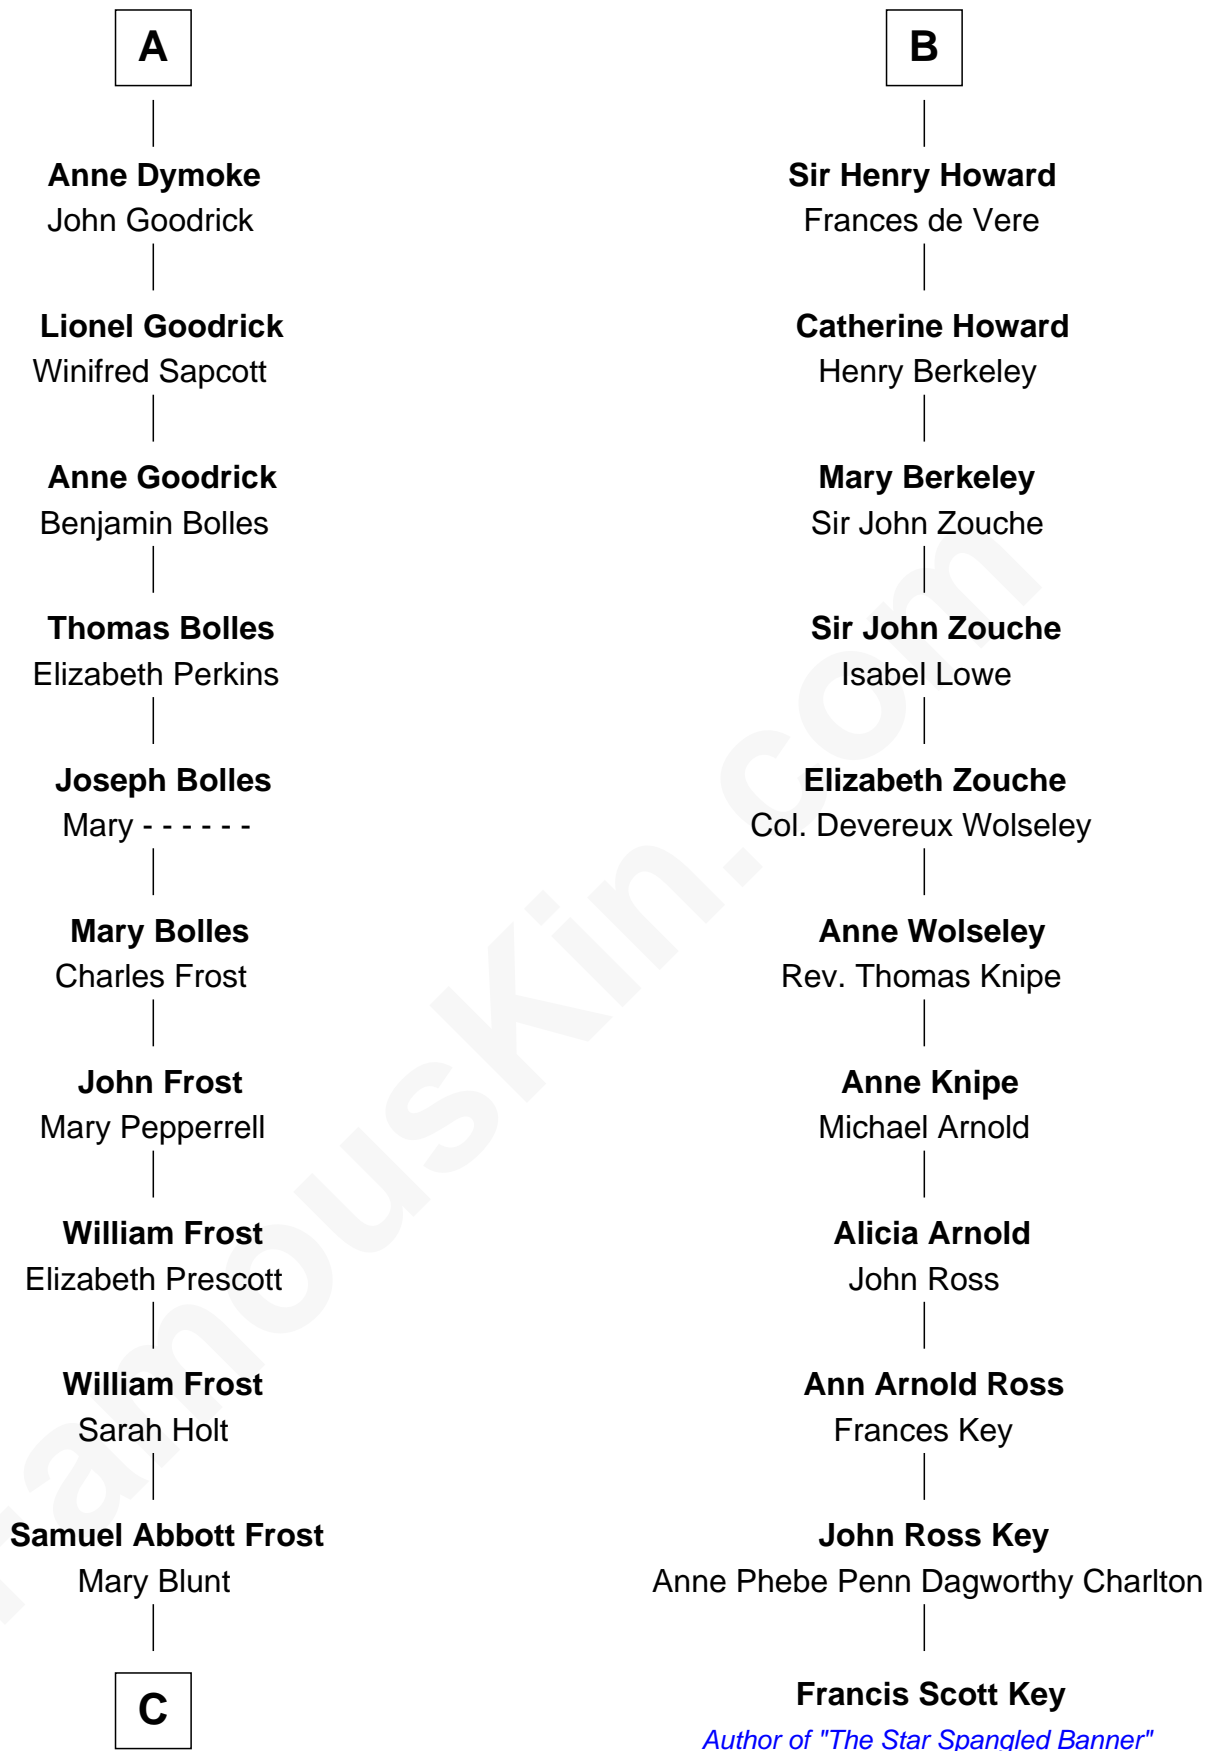 A
Anne Dymoke
John Goodrick
Lionel Goodrick
Winifred Sapcott
Anne Goodrick
Benjamin Bolles
Thomas Bolles
Elizabeth Perkins
Joseph Bolles
Mary - - - - - -
Mary Bolles
Charles Frost
John Frost
Mary Pepperrell
William Frost
Elizabeth Prescott
William Frost
Sarah Holt
Samuel Abbott Frost
Mary Blunt
C
B
Sir Henry Howard
Frances de Vere
Catherine Howard
Henry Berkeley
Mary Berkeley
Sir John Zouche
Sir John Zouche
Isabel Lowe
Elizabeth Zouche
Col. Devereux Wolseley
Anne Wolseley
Rev. Thomas Knipe
Anne Knipe
Michael Arnold
Alicia Arnold
John Ross
Ann Arnold Ross
Frances Key
John Ross Key
Anne Phebe Penn Dagworthy Charlton
Francis Scott Key
Author of "The Star Spangled Banner"
FamousKin.com